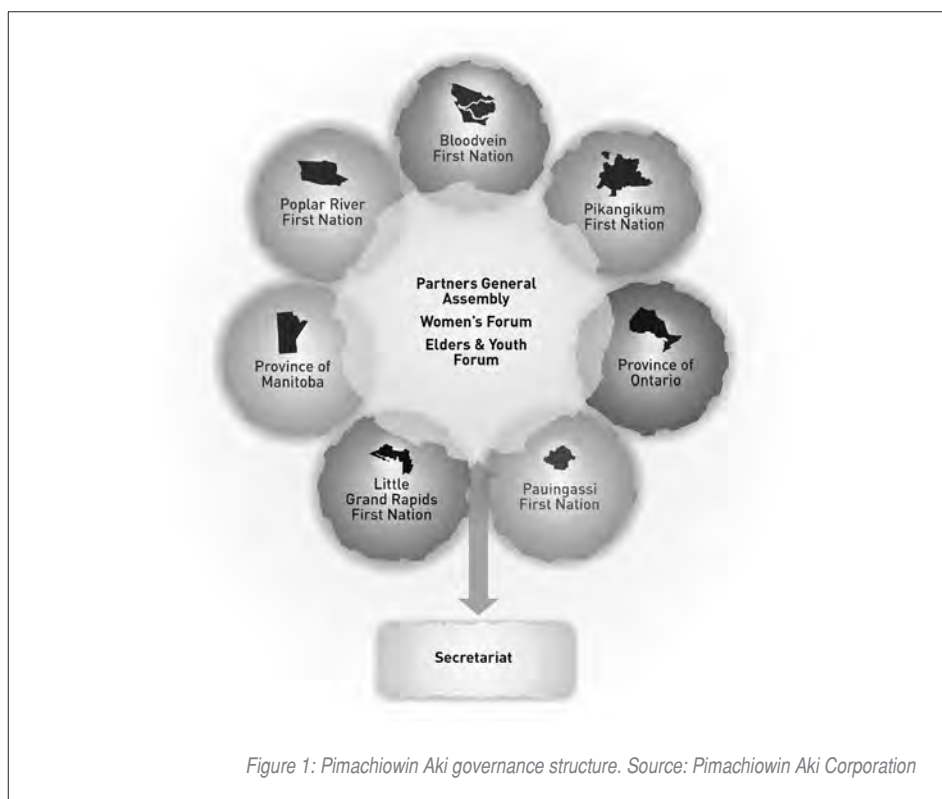 Bloodvein
First Nation
Poplar River
First Nation
Pikangikum
First Nation
Partners General
Assembly
Women's Forum
Elders & Youth
Forum
Province of
Manitoba
Province of
Ontario
Little
Grand Rapids
First Nation
Pauingassi
First Nation
Secretariat
Figure 1: Pimachiowin Aki governance structure. Source: Pimachiowin Aki Corporation